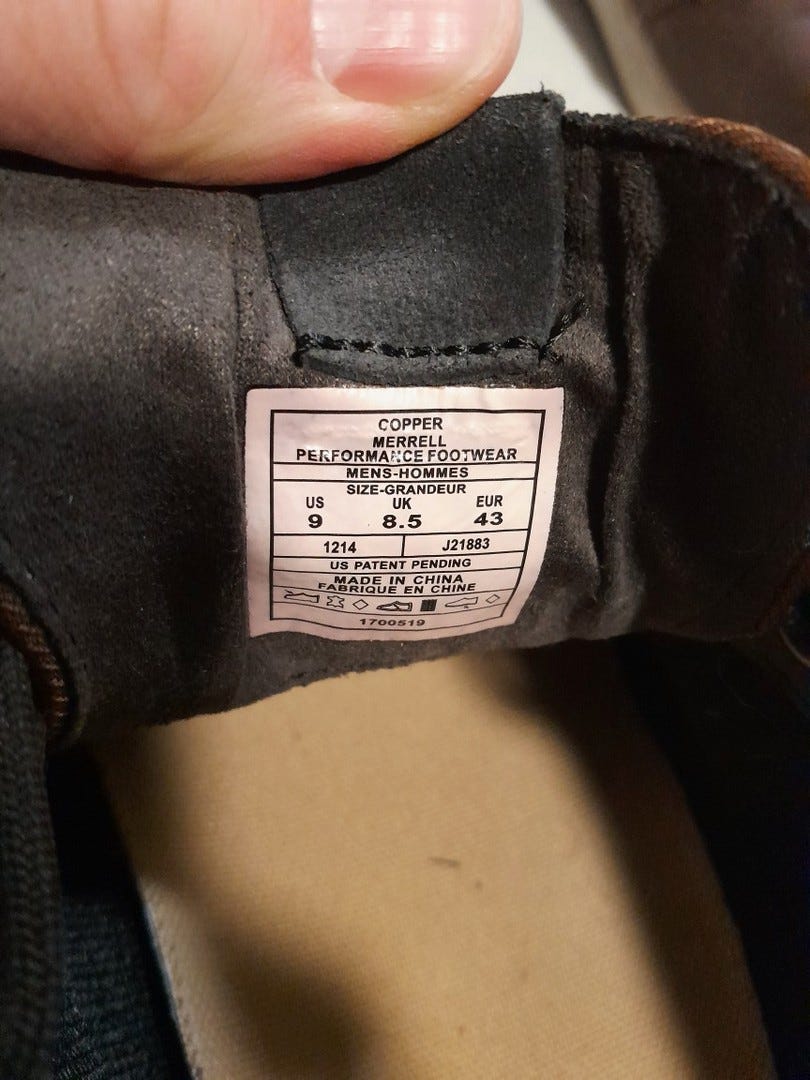 COPPER
MERRELL
PERFORMANCE FOOTWEAR
MENS-HOMMES
SIZE-GRANDEUR
US UK EUR
9 8.5 43
1214 J21883
US PATENT PENDING
MADE IN CHINA
FABRIQUE EN CHINE
1700519